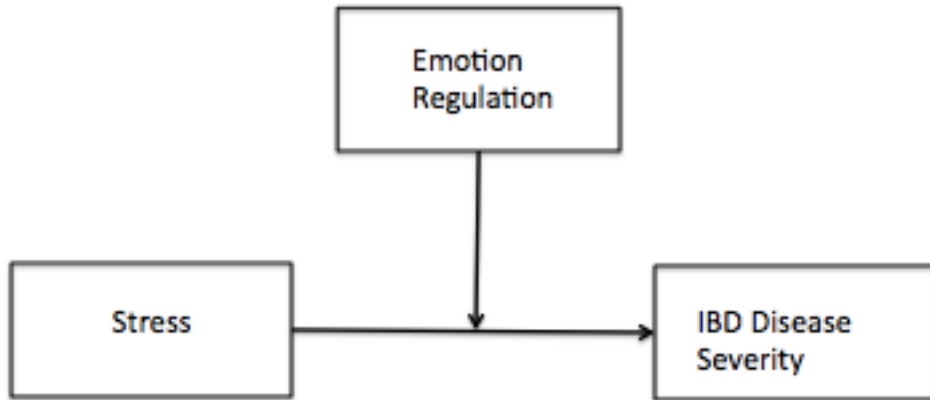 Emotion
Regulation
Stress
IBD Disease
Severity